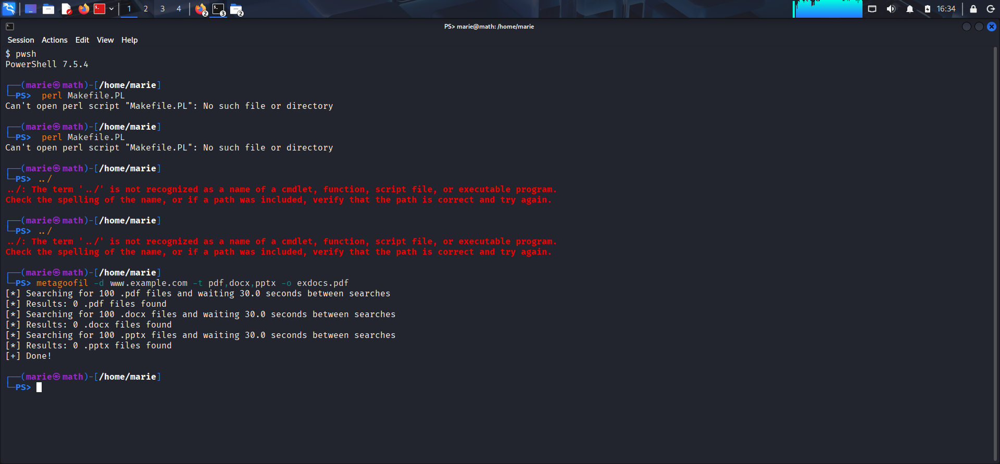 1 2 3 4 2 3 2 16:34
PS> marie@math: /home/marie
Session Actions Edit View Help
$ pwsh
PowerShell 7.5.4
┌──(marie㉿math)-[/home/marie]
└─PS>  perl Makefile.PL
Can't open perl script "Makefile.PL": No such file or directory
┌──(marie㉿math)-[/home/marie]
└─PS>  perl Makefile.PL
Can't open perl script "Makefile.PL": No such file or directory
┌──(marie㉿math)-[/home/marie]
└─PS> ../
../: The term '../' is not recognized as a name of a cmdlet, function, script file, or executable program.
Check the spelling of the name, or if a path was included, verify that the path is correct and try again.
┌──(marie㉿math)-[/home/marie]
└─PS> ../
../: The term '../' is not recognized as a name of a cmdlet, function, script file, or executable program.
Check the spelling of the name, or if a path was included, verify that the path is correct and try again.
┌──(marie㉿math)-[/home/marie]
└─PS> metagoofil -d www.example.com -t pdf,docx,pptx -o exdocs.pdf
[*] Searching for 100 .pdf files and waiting 30.0 seconds between searches
[*] Results: 0 .pdf files found
[*] Searching for 100 .docx files and waiting 30.0 seconds between searches
[*] Results: 0 .docx files found
[*] Searching for 100 .pptx files and waiting 30.0 seconds between searches
[*] Results: 0 .pptx files found
[+] Done!
┌──(marie㉿math)-[/home/marie]
└─PS>